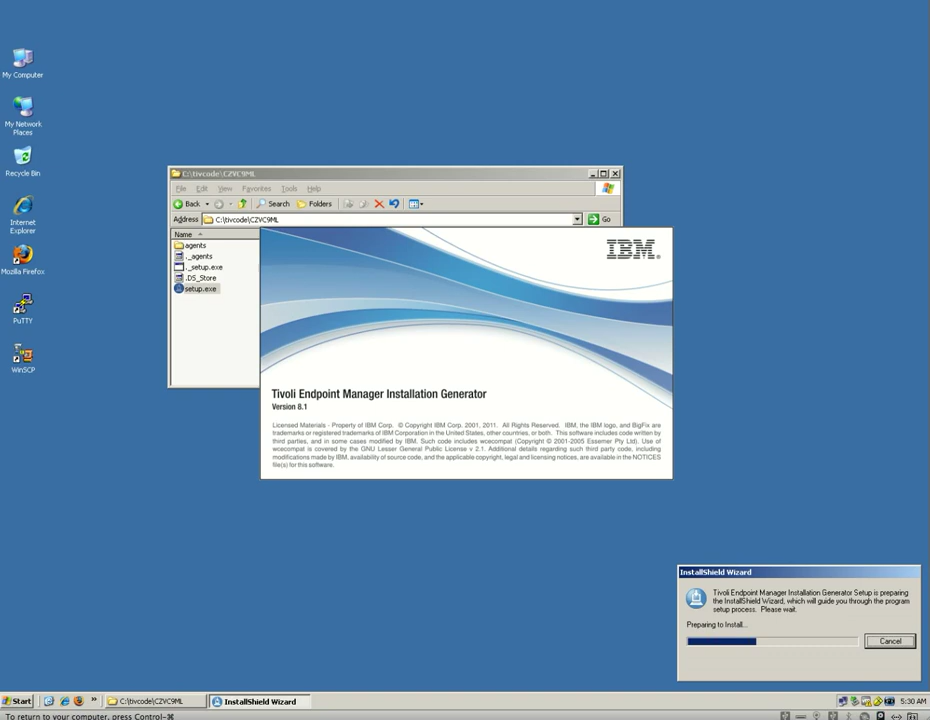 My Computer
My Network
Places
Recycle Bin
Internet
Explorer
Mozilla Firefox
PuTTY
WinSCP
C:\tivcode\CZVC9ML
File Edit View Favorites Tools Help
Back Search Folders
Address C:\tivcode\CZVC9ML Go
Name
agents
._agents
._setup.exe
.DS_Store
setup.exe
IBM®
Tivoli Endpoint Manager Installation Generator
Version 8.1
Licensed Materials - Property of IBM Corp. © Copyright IBM Corp. 2001, 2011. All Rights Reserved. IBM, the IBM logo, and BigFix are
trademarks or registered trademarks of IBM Corporation in the United States, other countries, or both. This software includes code written by
third parties, and in some cases modified by IBM. Such code includes wcecompat (Copyright © 2001-2005 Essemer Pty Ltd). Use of
wcecompat is covered by the GNU Lesser General Public License v 2.1. Additional details regarding such third party code, including
modifications made by IBM, availability of source code, and the applicable copyright, legal and licensing notices, are available in the NOTICES
file(s) for this software.
InstallShield Wizard
Tivoli Endpoint Manager Installation Generator Setup is preparing
the InstallShield Wizard, which will guide you through the program
setup process. Please wait.
Preparing to Install...
Cancel
Start » C:\tivcode\CZVC9ML InstallShield Wizard 5:30 AM
To return to your computer, press Control-⌘